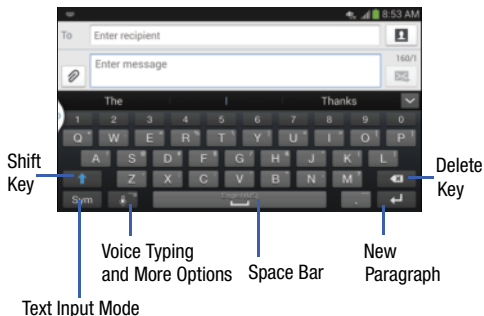 8:53 AM
To Enter recipient
Enter message 160/1
The I Thanks
1 2 3 4 5 6 7 8 9 0
Q W E R T Y U I O P
A S D F G H J K L
Shift Key
Z X C V B N M
Delete Key
Sym
English(US)
.
Voice Typing and More Options
Space Bar
New Paragraph
Text Input Mode